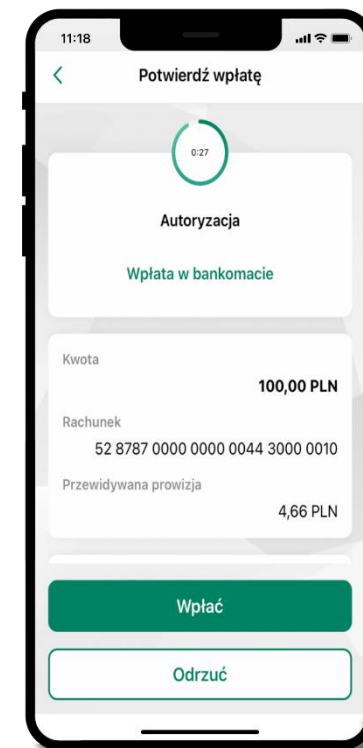 11:18
Potwierdź wpłatę
0:27
Autoryzacja
Wpłata w bankomacie
Kwota
100,00 PLN
Rachunek
52 8787 0000 0000 0044 3000 0010
Przewidywana prowizja
4,66 PLN
Wpłać
Odrzuć